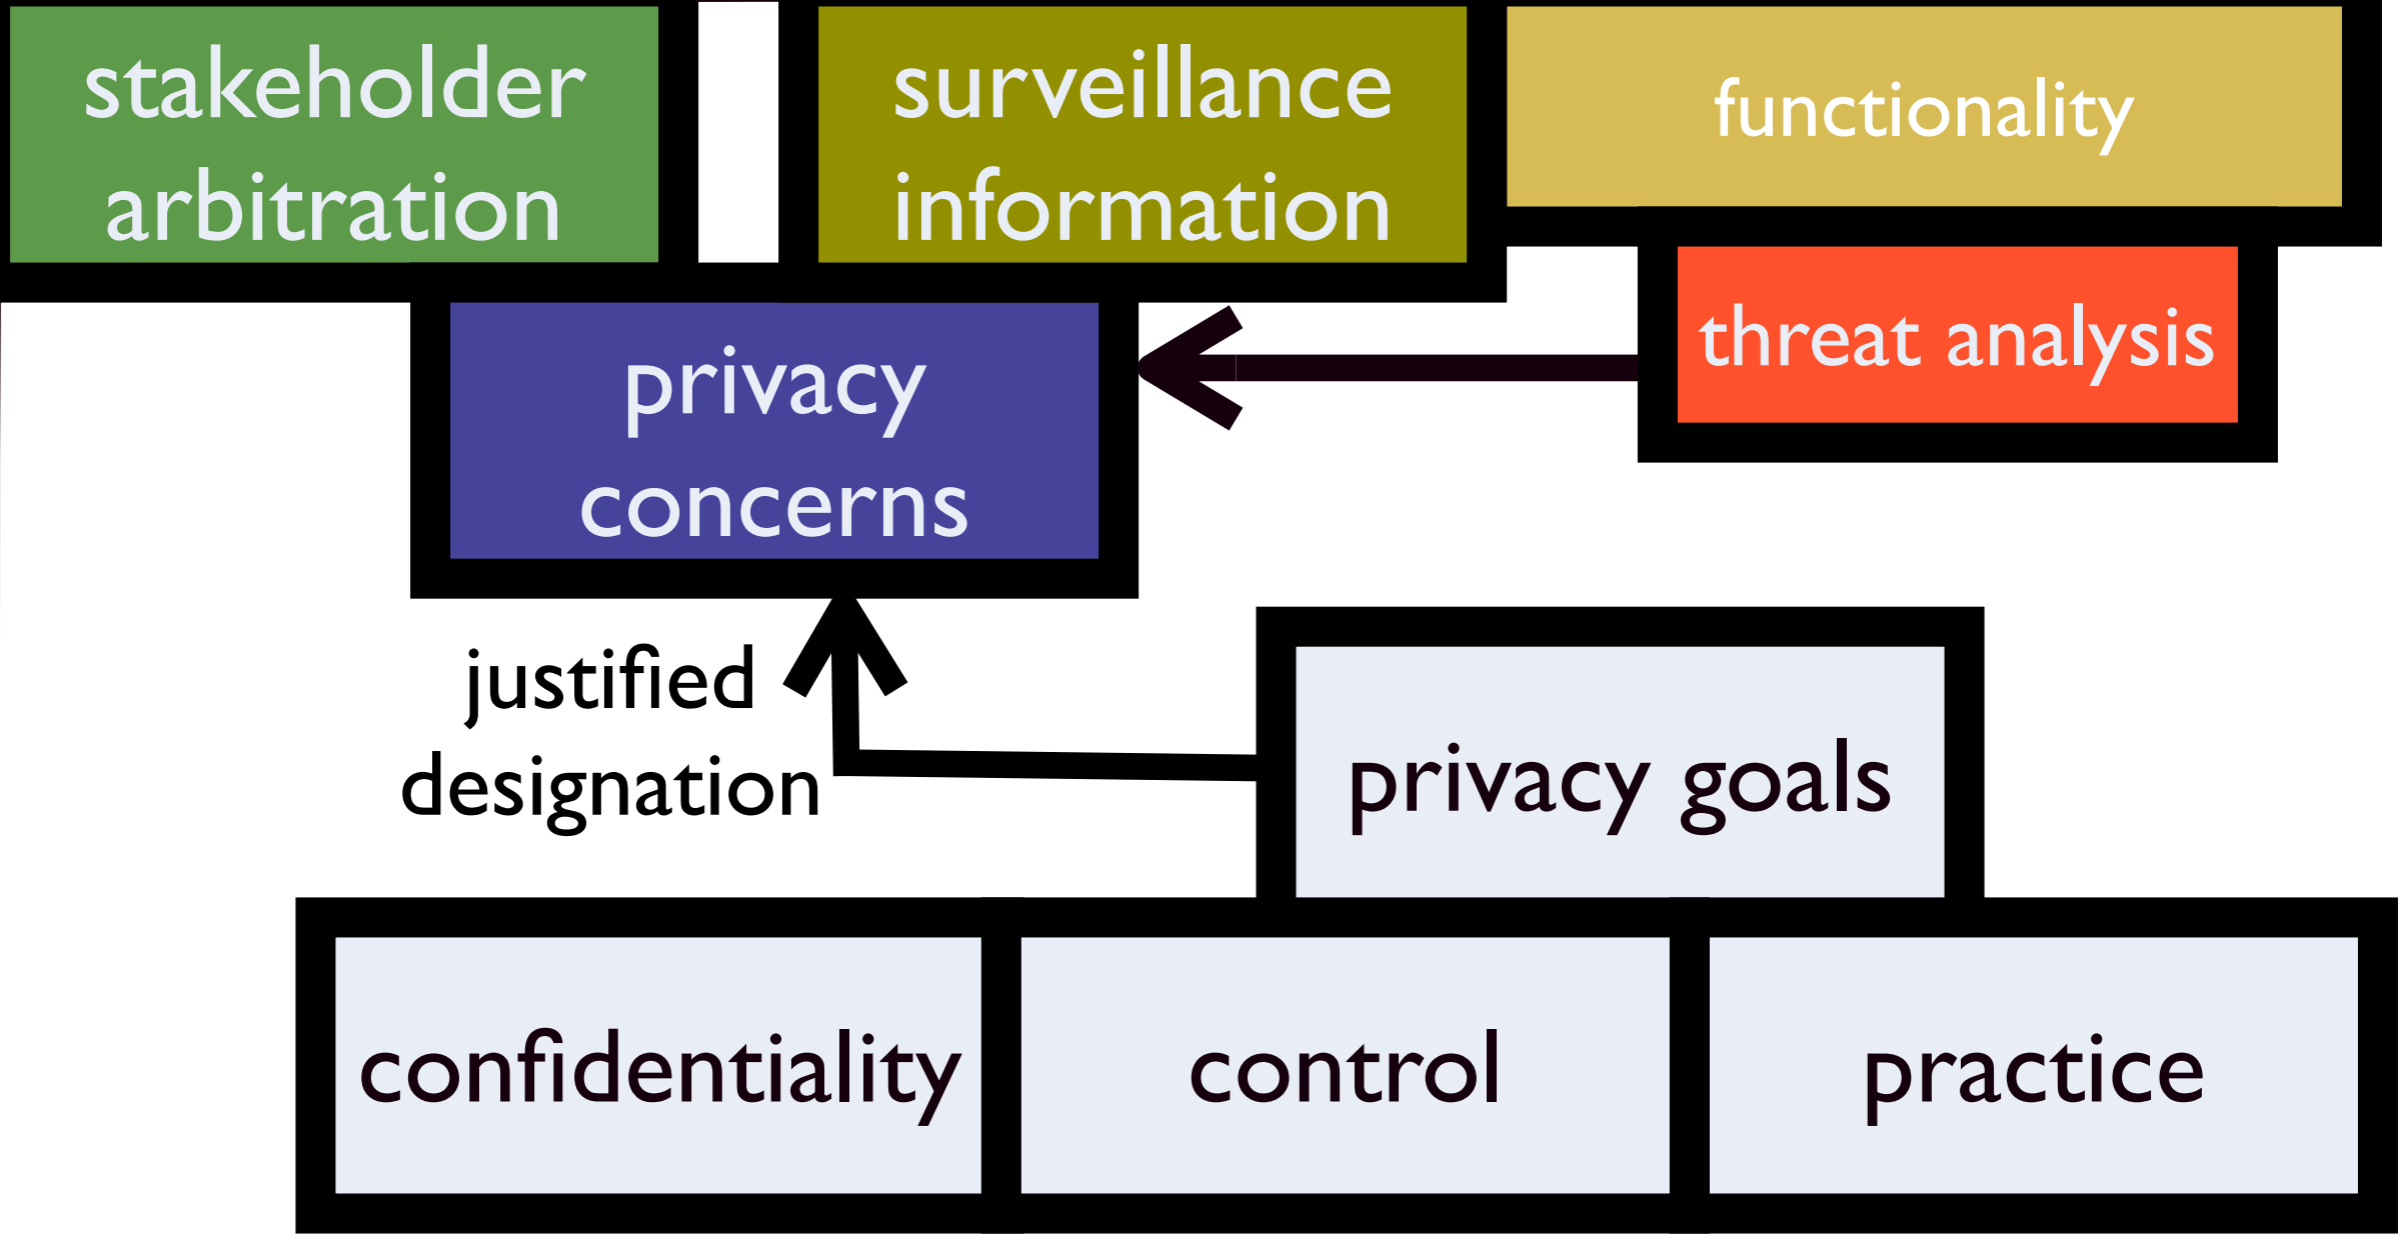 stakeholder
arbitration
surveillance
information
functionality
threat analysis
privacy
concerns
justified
designation
privacy goals
confidentiality
control
practice